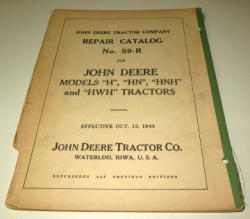 JOHN DEERE TRACTOR COMPANY
REPAIR CATALOG
No. 59-R
FOR
JOHN DEERE
MODELS "H", "HN", "HNH"
and "HWH" TRACTORS
EFFECTIVE OCT. 15, 1944
JOHN DEERE TRACTOR CO.
WATERLOO, IOWA, U. S. A.
SUPERSEDES ALL PREVIOUS EDITIONS